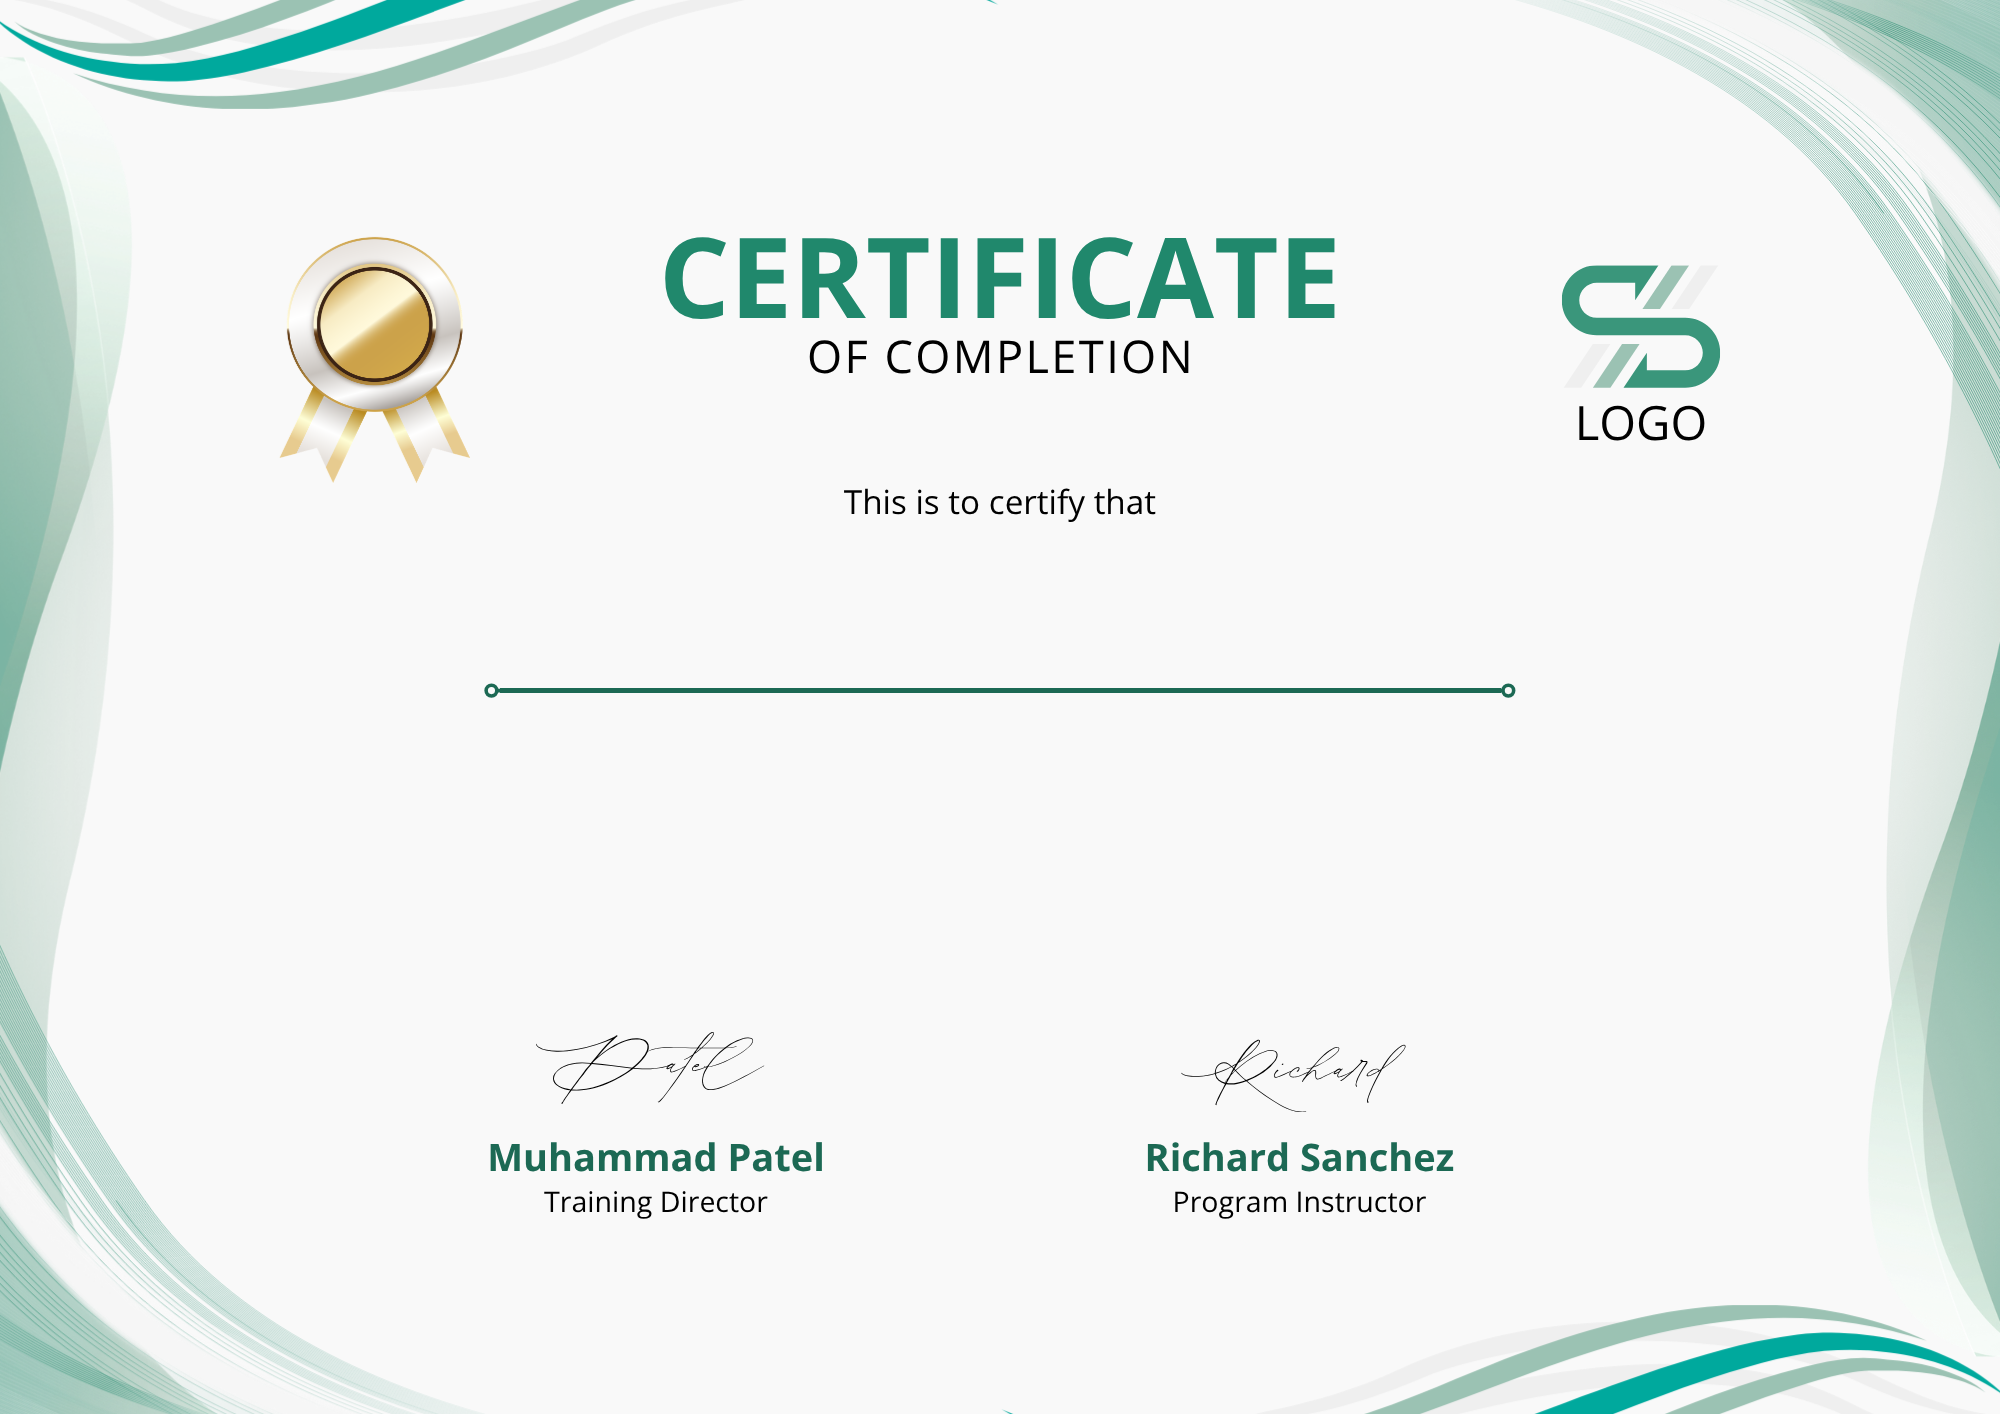 CERTIFICATE
OF COMPLETION
LOGO
This is to certify that
Patel
Richard
Muhammad Patel
Training Director
Richard Sanchez
Program Instructor